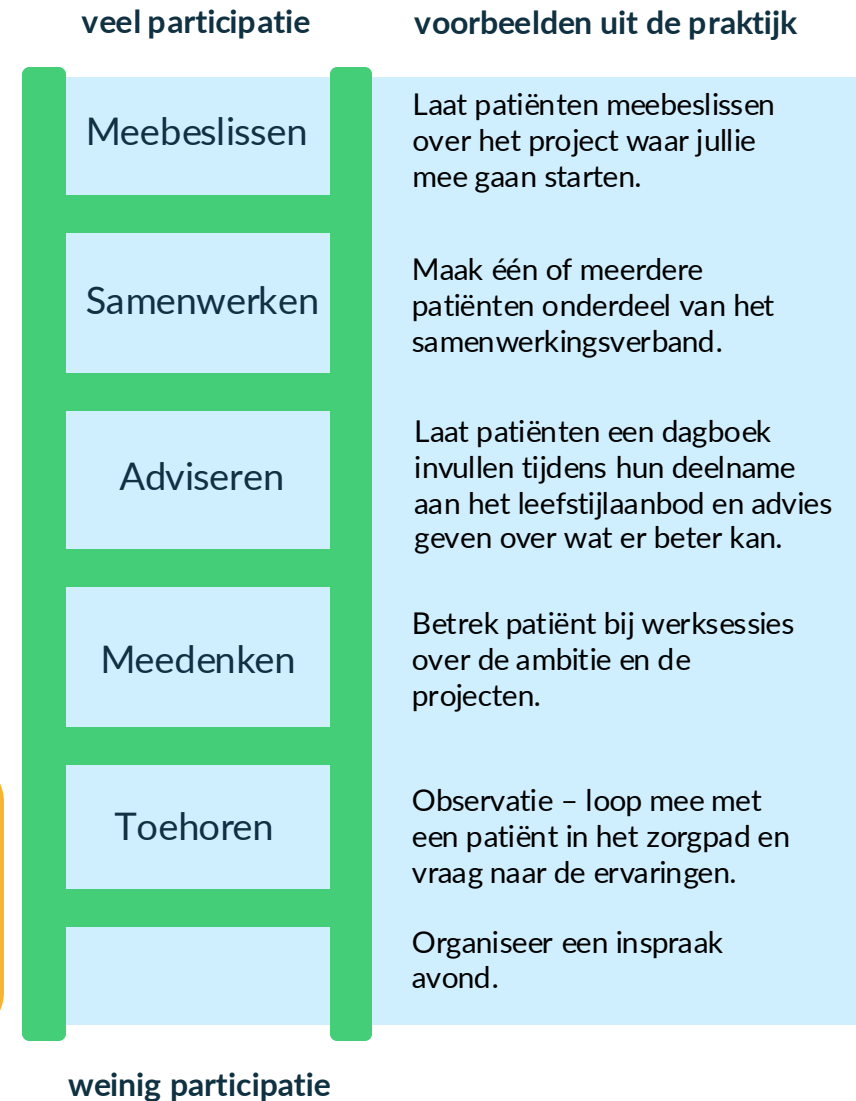 veel participatie
voorbeelden uit de praktijk
Meebeslissen
Laat patiënten meebeslissen
over het project waar jullie
mee gaan starten.
Samenwerken
Maak één of meerdere
patiënten onderdeel van het
samenwerkingsverband.
Adviseren
Laat patiënten een dagboek
invullen tijdens hun deelname
aan het leefstijlaanbod en advies
geven over wat er beter kan.
Meedenken
Betrek patiënt bij werksessies
over de ambitie en de
projecten.
Toehoren
Observatie – loop mee met
een patiënt in het zorgpad en
vraag naar de ervaringen.
Organiseer een inspraak
avond.
weinig participatie